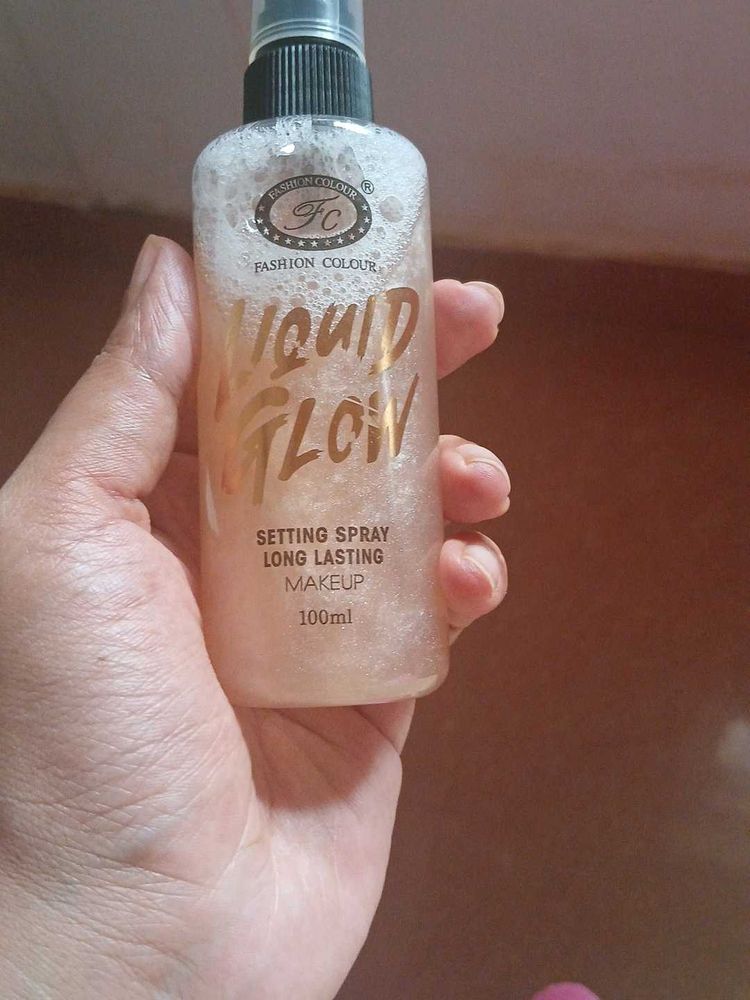 FASHION COLOUR
®
FC
FASHION COLOUR
LIQUID
GLOW
SETTING SPRAY
LONG LASTING
MAKEUP
100ml